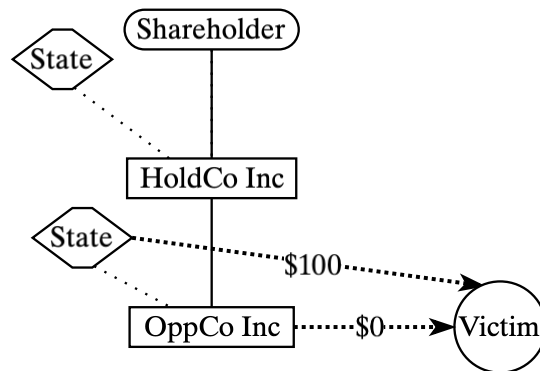 Shareholder
State
HoldCo Inc
State
$100
OppCo Inc
$0
Victim